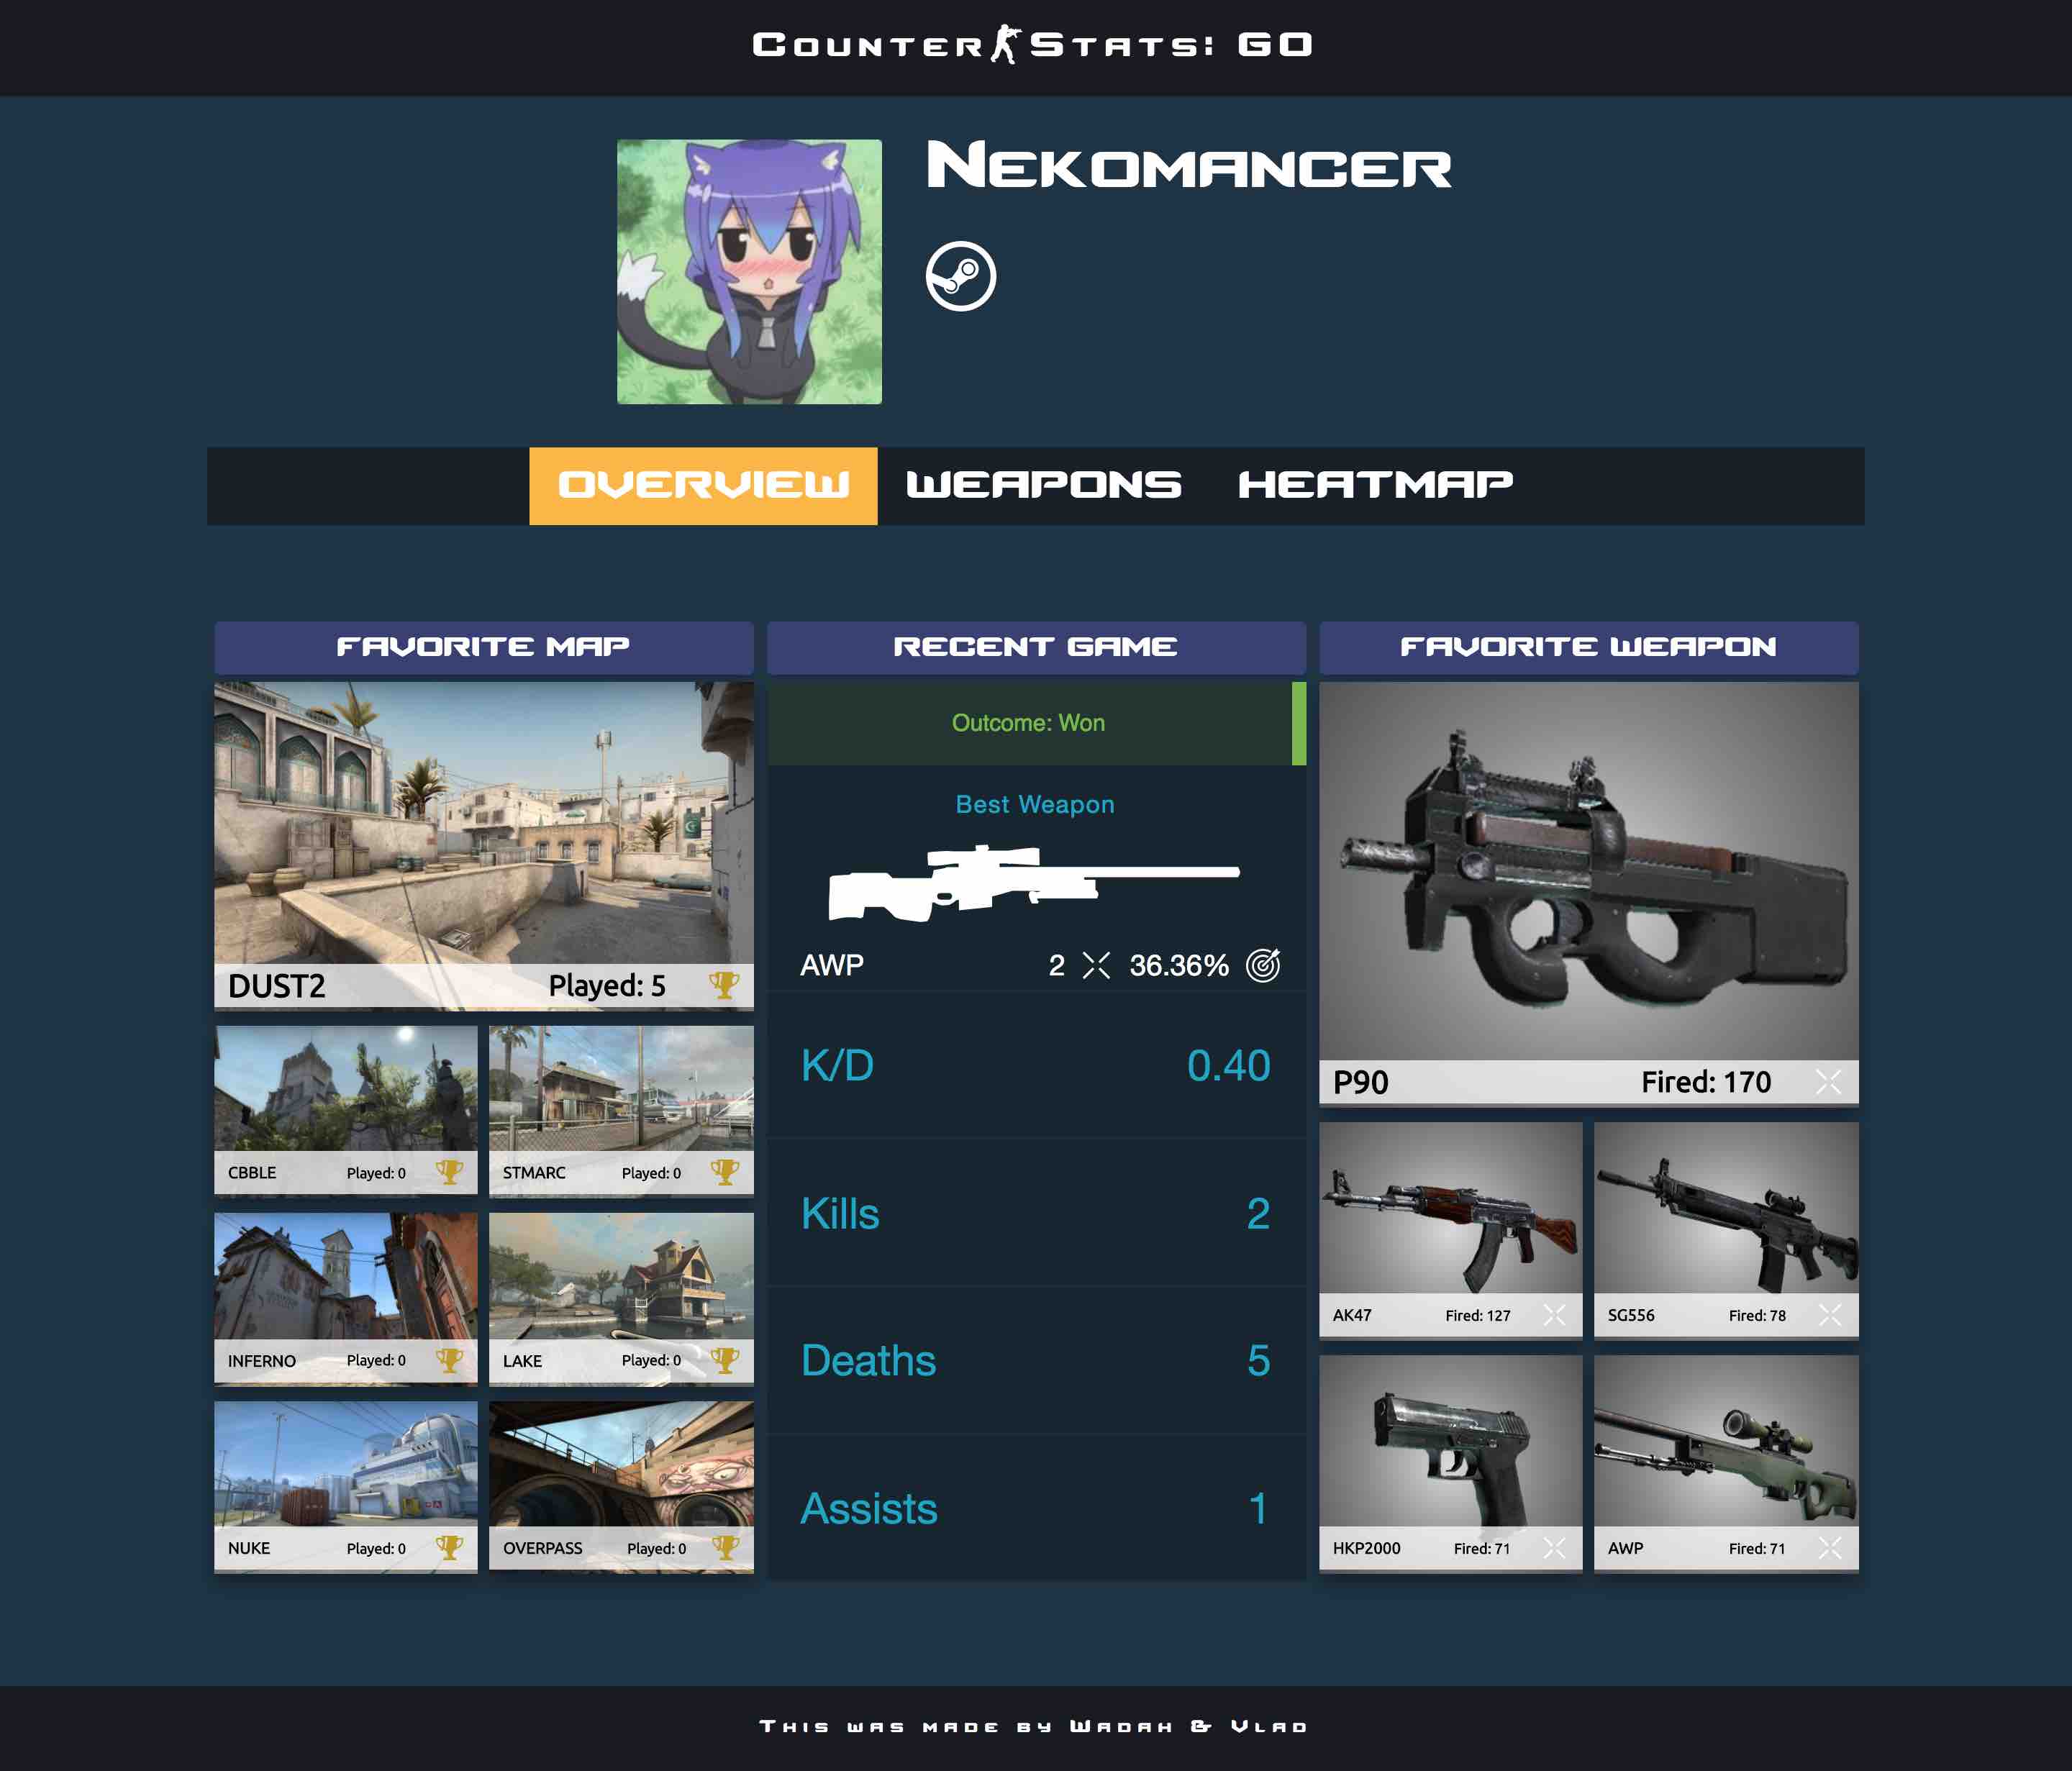 Counter Stats: GO
Nekomancer
OVERVIEW WEAPONS HEATMAP
FAVORITE MAP
DUST2 Played: 5
CBBLE Played: 0
STMARC Played: 0
INFERNO Played: 0
LAKE Played: 0
NUKE Played: 0
OVERPASS Played: 0
RECENT GAME
Outcome: Won
Best Weapon
AWP 2 36.36%
K/D 0.40
Kills 2
Deaths 5
Assists 1
FAVORITE WEAPON
P90 Fired: 170
AK47 Fired: 127
SG556 Fired: 78
HKP2000 Fired: 71
AWP Fired: 71
This was made by Wadah & Vlad